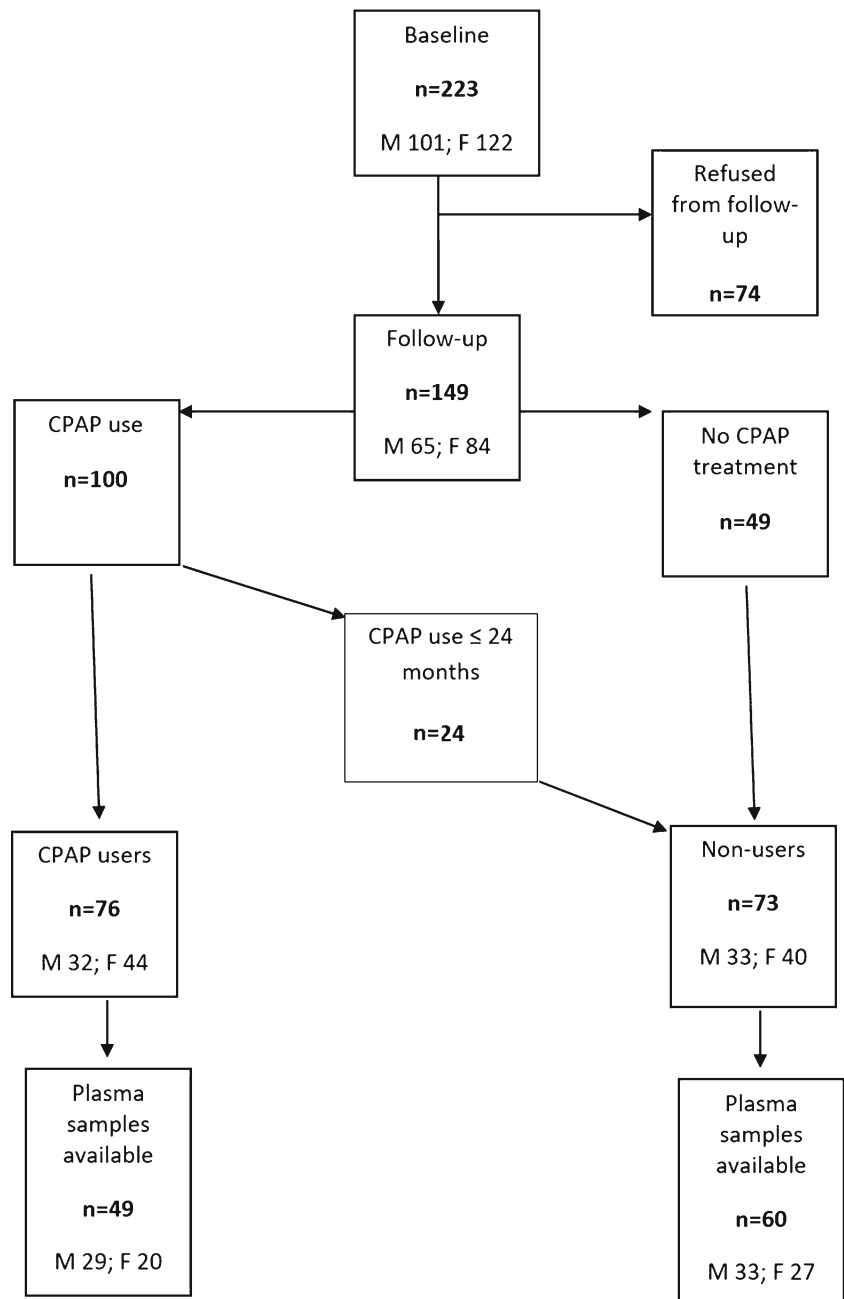 Baseline
n=223
M 101; F 122
Refused
from follow-
up
n=74
Follow-up
n=149
M 65; F 84
CPAP use
n=100
No CPAP
treatment
n=49
CPAP use ≤ 24
months
n=24
CPAP users
n=76
M 32; F 44
Non-users
n=73
M 33; F 40
Plasma
samples
available
n=49
M 29; F 20
Plasma
samples
available
n=60
M 33; F 27